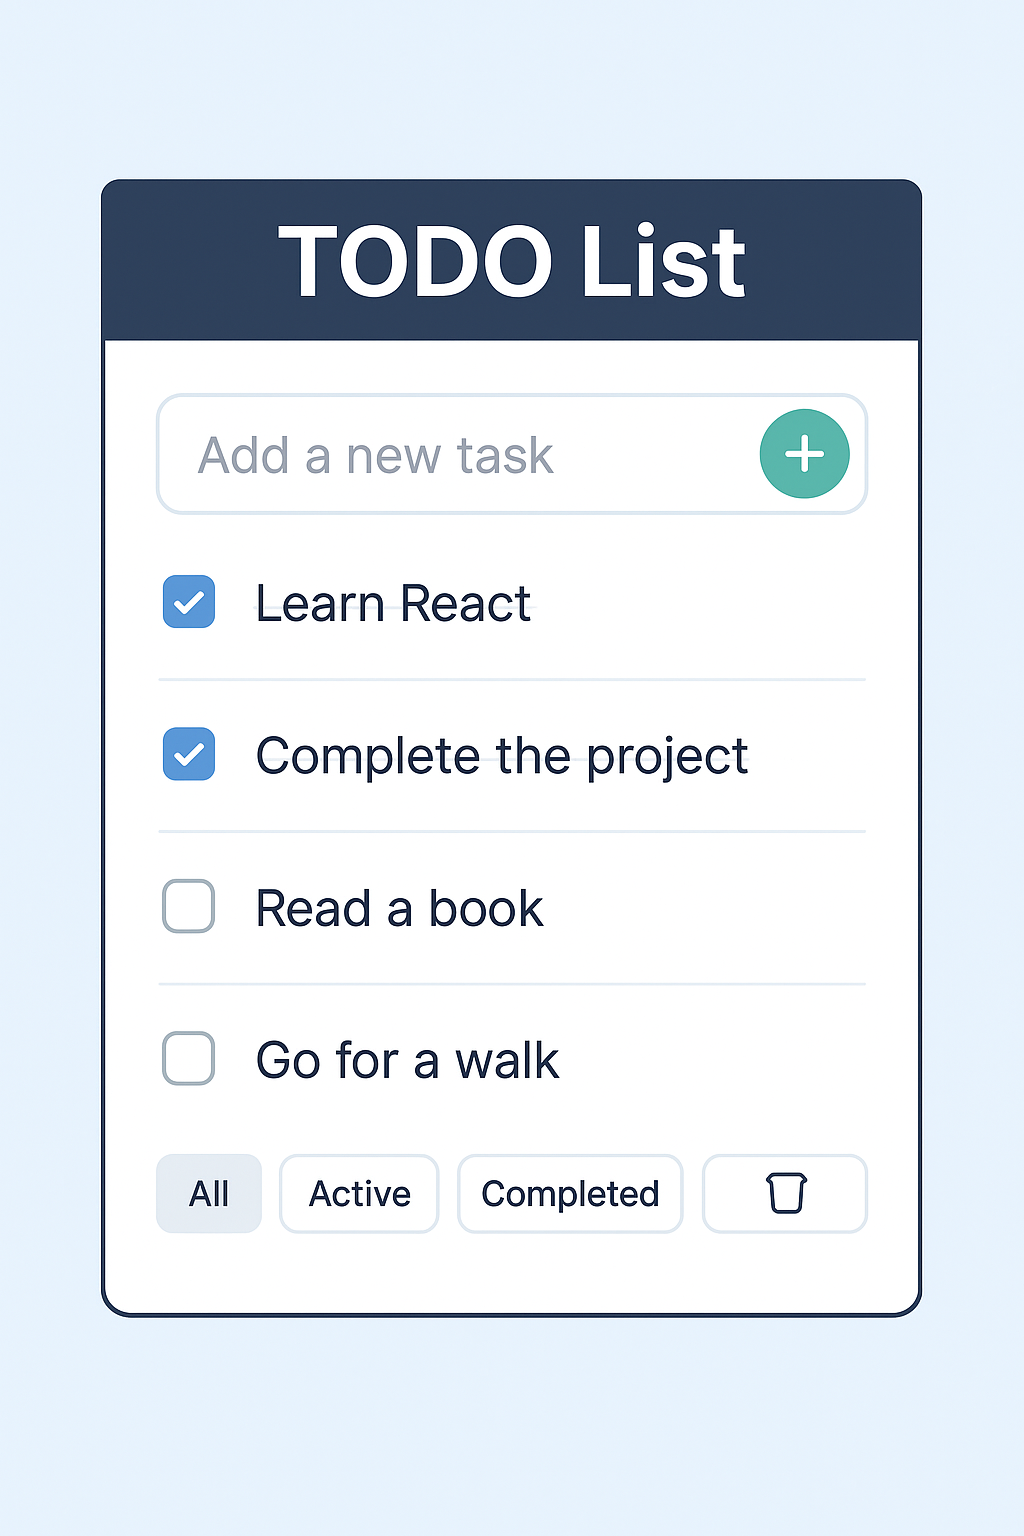 TODO List
Add a new task
Learn React
Complete the project
Read a book
Go for a walk
All
Active
Completed